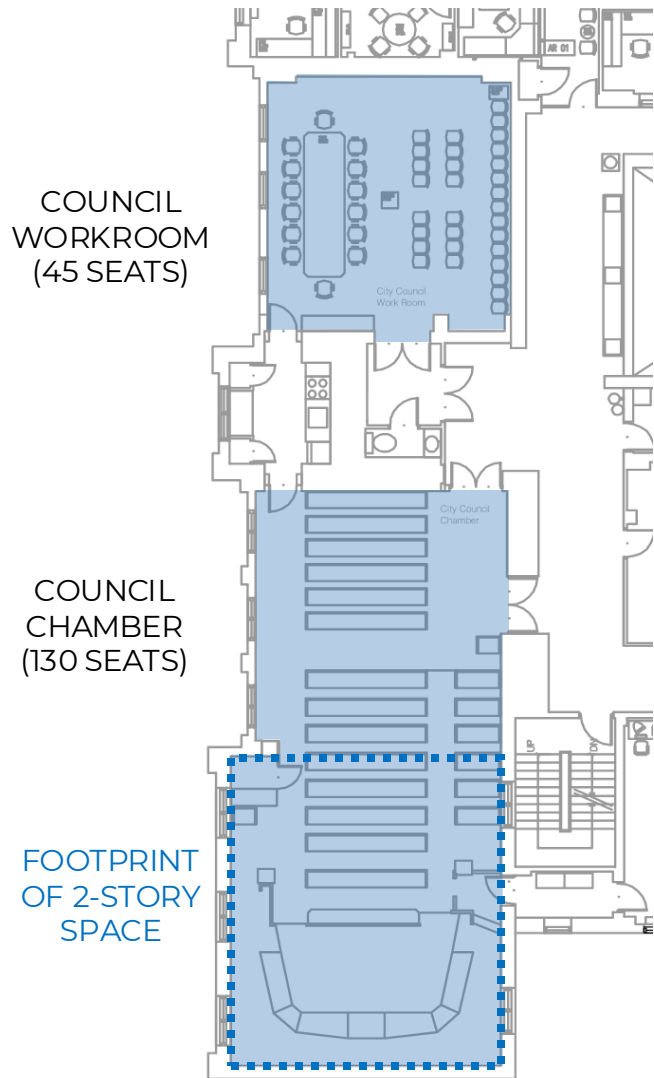 AR 01
COUNCIL
WORKROOM
(45 SEATS)
City Council
Work Room
City Council
Chamber
COUNCIL
CHAMBER
(130 SEATS)
UP
DN
FOOTPRINT
OF 2-STORY
SPACE